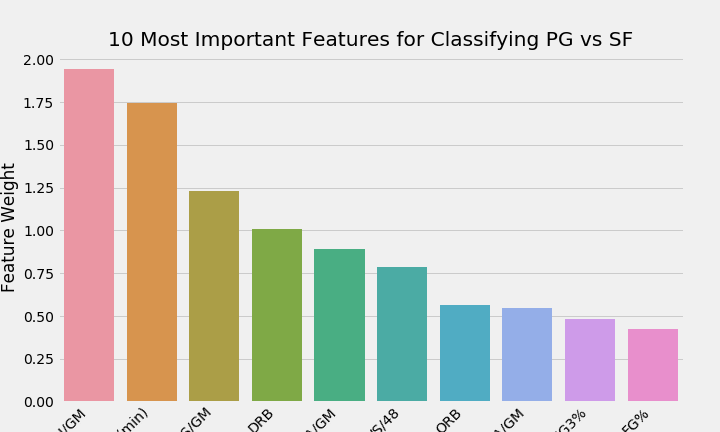 10 Most Important Features for Classifying PG vs SF
Feature Weight
2.00
1.75
1.50
1.25
1.00
0.75
0.50
0.25
0.00
/GM
min)
/GM
DRB
/GM
/48
ORB
/GM
G3%
FG%